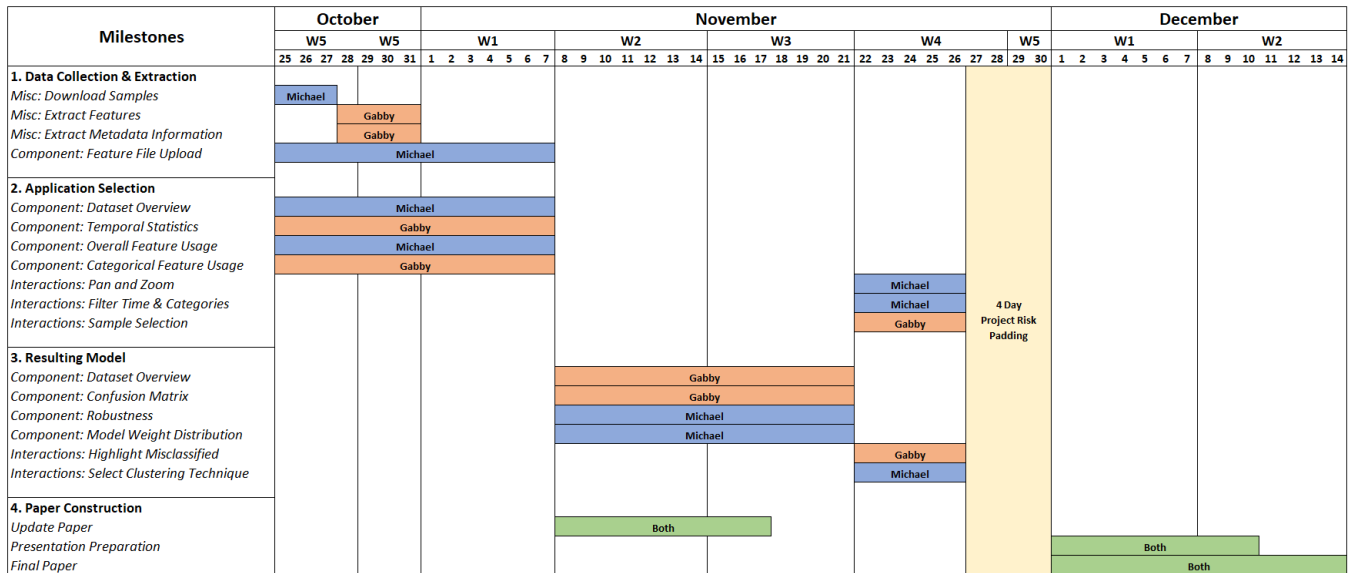 Milestones October November December
W5 W5 W1 W2 W3 W4 W5 W1 W2
25 26 27 28 29 30 31 1 2 3 4 5 6 7 8 9 10 11 12 13 14 15 16 17 18 19 20 21 22 23 24 25 26 27 28 29 30 1 2 3 4 5 6 7 8 9 10 11 12 13 14
1. Data Collection & Extraction
Misc: Download Samples Michael
Misc: Extract Features Gabby
Misc: Extract Metadata Information Gabby
Component: Feature File Upload Michael
2. Application Selection
Component: Dataset Overview Michael
Component: Temporal Statistics Gabby
Component: Overall Feature Usage Michael
Component: Categorical Feature Usage Gabby
Interactions: Pan and Zoom Michael
Interactions: Filter Time & Categories Michael
Interactions: Sample Selection Gabby
4 Day
Project Risk
Padding
3. Resulting Model
Component: Dataset Overview Gabby
Component: Confusion Matrix Gabby
Component: Robustness Michael
Component: Model Weight Distribution Michael
Interactions: Highlight Misclassified Gabby
Interactions: Select Clustering Technique Michael
4. Paper Construction
Update Paper Both
Presentation Preparation Both
Final Paper Both